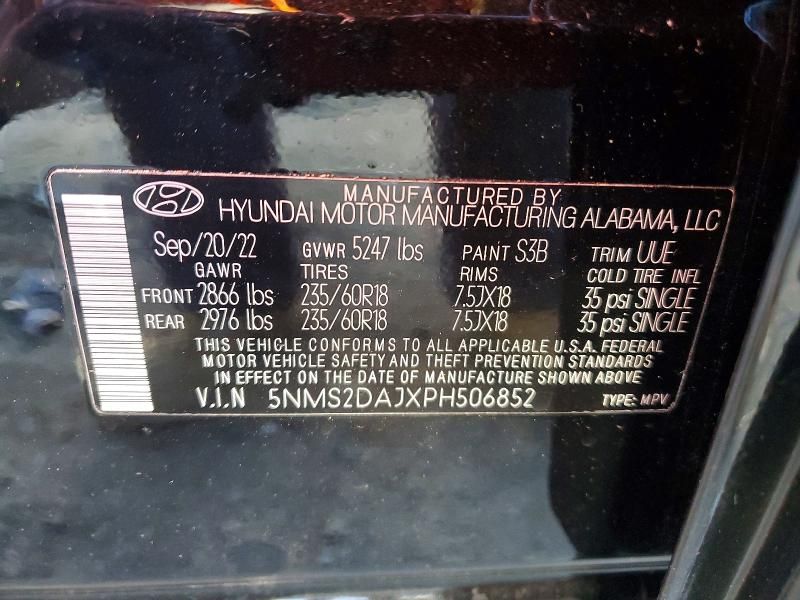 MANUFACTURED BY
HYUNDAI MOTOR MANUFACTURING ALABAMA, LLC
Sep/20/22 GVWR 5247 lbs PAINT S3B TRIM UUE
GAWR TIRES RIMS COLD TIRE INFL
FRONT 2866 lbs 235/60R18 7.5JX18 35 psi SINGLE
REAR 2976 lbs 235/60R18 7.5JX18 35 psi SINGLE
THIS VEHICLE CONFORMS TO ALL APPLICABLE U.S.A. FEDERAL
MOTOR VEHICLE SAFETY AND THEFT PREVENTION STANDARDS
IN EFFECT ON THE DATE OF MANUFACTURE SHOWN ABOVE
V.I.N 5NMS2DAJXPH506852 TYPE: MPV